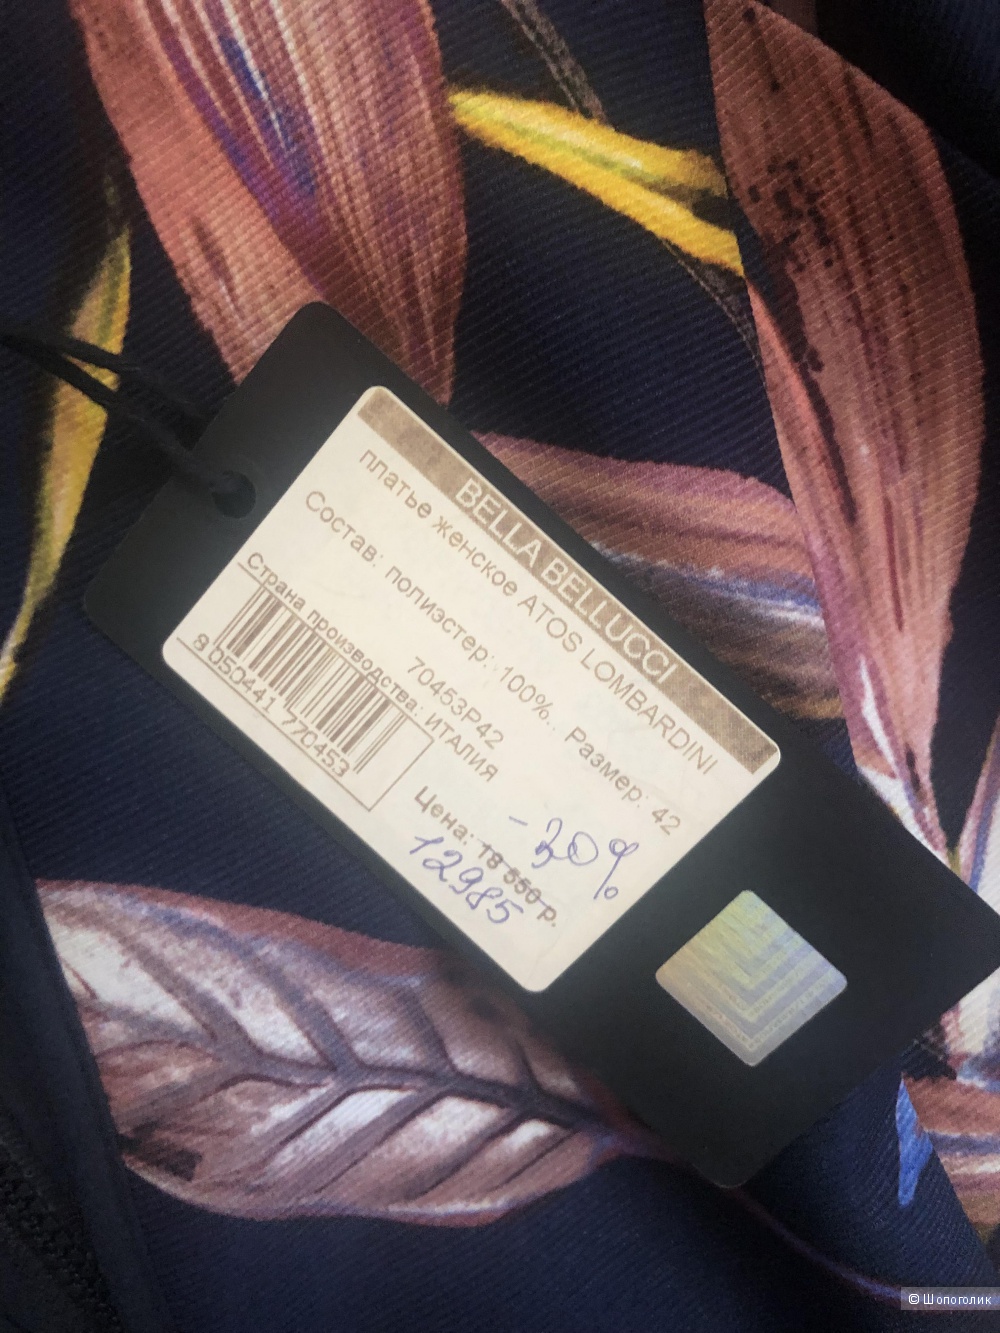 BELLA BELLUCCI
платье женское ATOS LOMBARDINI
Состав: полиэстер: 100%.. Размер: 42
70453P42
Страна производства: ИТАЛИЯ
8 050441 770453
Цена: 18 550 р.
-30%
12985
© Шопоголик